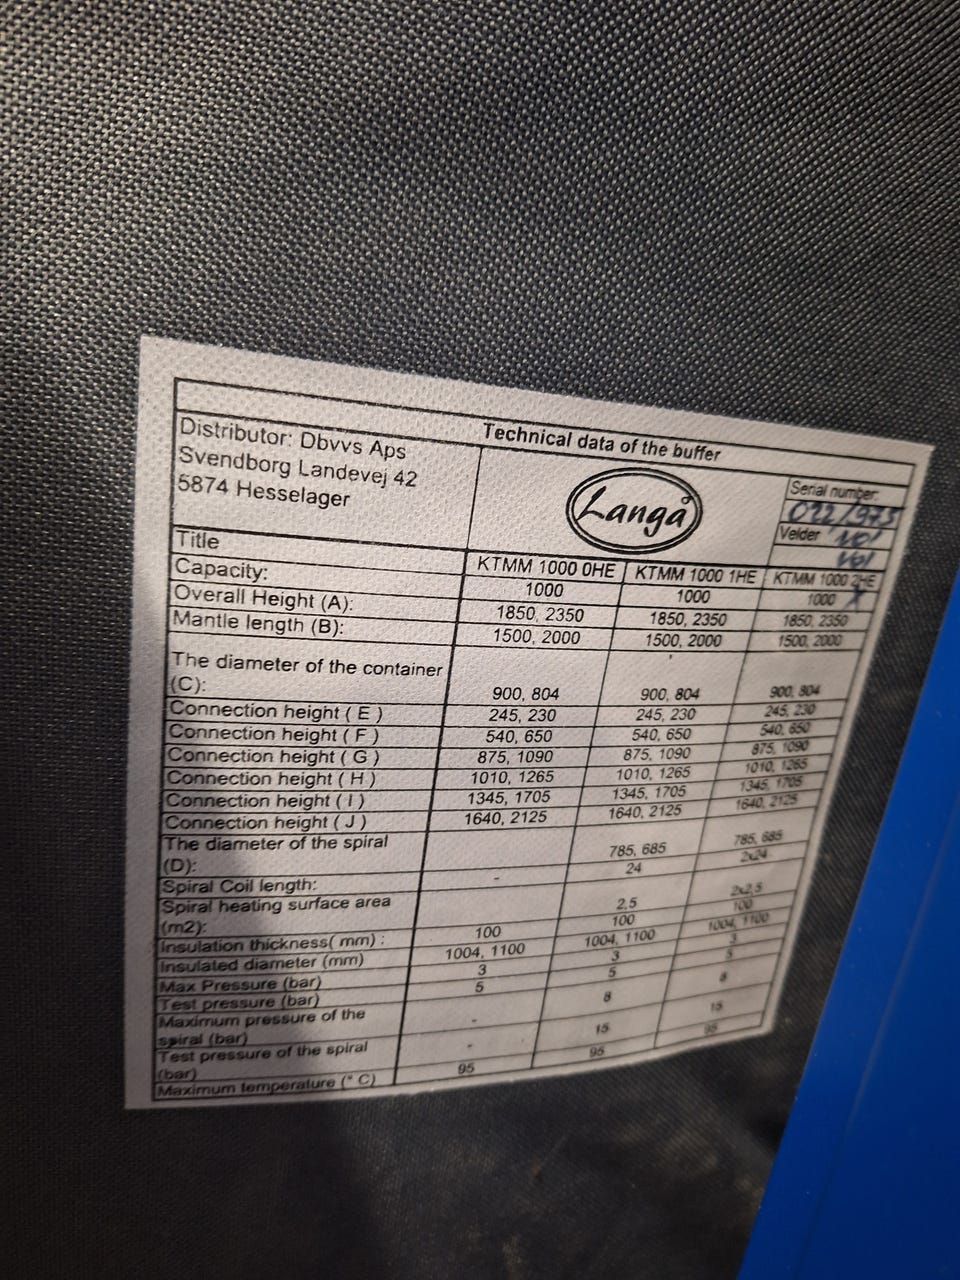 Technical data of the buffer
Distributor: Dbvvs Aps
Svendborg Landevej 42
5874 Hesselager
Langå
Serial number:
022/973
Velder
Title KTMM 1000 0HE KTMM 1000 1HE KTMM 1000 2HE
Capacity: 1000 1000 1000 X
Overall Height (A): 1850, 2350 1850, 2350 1850, 2350
Mantle length (B): 1500, 2000 1500, 2000 1500, 2000
The diameter of the container
(C): 900, 804 900, 804 900, 804
Connection height ( E ) 245, 230 245, 230 245, 230
Connection height ( F ) 540, 650 540, 650 540, 650
Connection height ( G ) 875, 1090 875, 1090 875, 1090
Connection height ( H ) 1010, 1265 1010, 1265 1010, 1265
Connection height ( I ) 1345, 1705 1345, 1705 1345, 1705
Connection height ( J ) 1640, 2125 1640, 2125 1640, 2125
The diameter of the spiral
(D): 785, 685 785, 685
Spiral Coil length: - 24 2x24
Spiral heating surface area
(m2): 2,5 2x2,5
Insulation thickness( mm) : 100 100 100
Insulated diameter (mm) 1004, 1100 1004, 1100 1004, 1100
Max Pressure (bar) 3 3 3
Test pressure (bar) 5 5 5
Maximum pressure of the
spiral (bar) - 8 8
Test pressure of the spiral
(bar) - 15 15
Maximum temperature (° C) 95 95 95